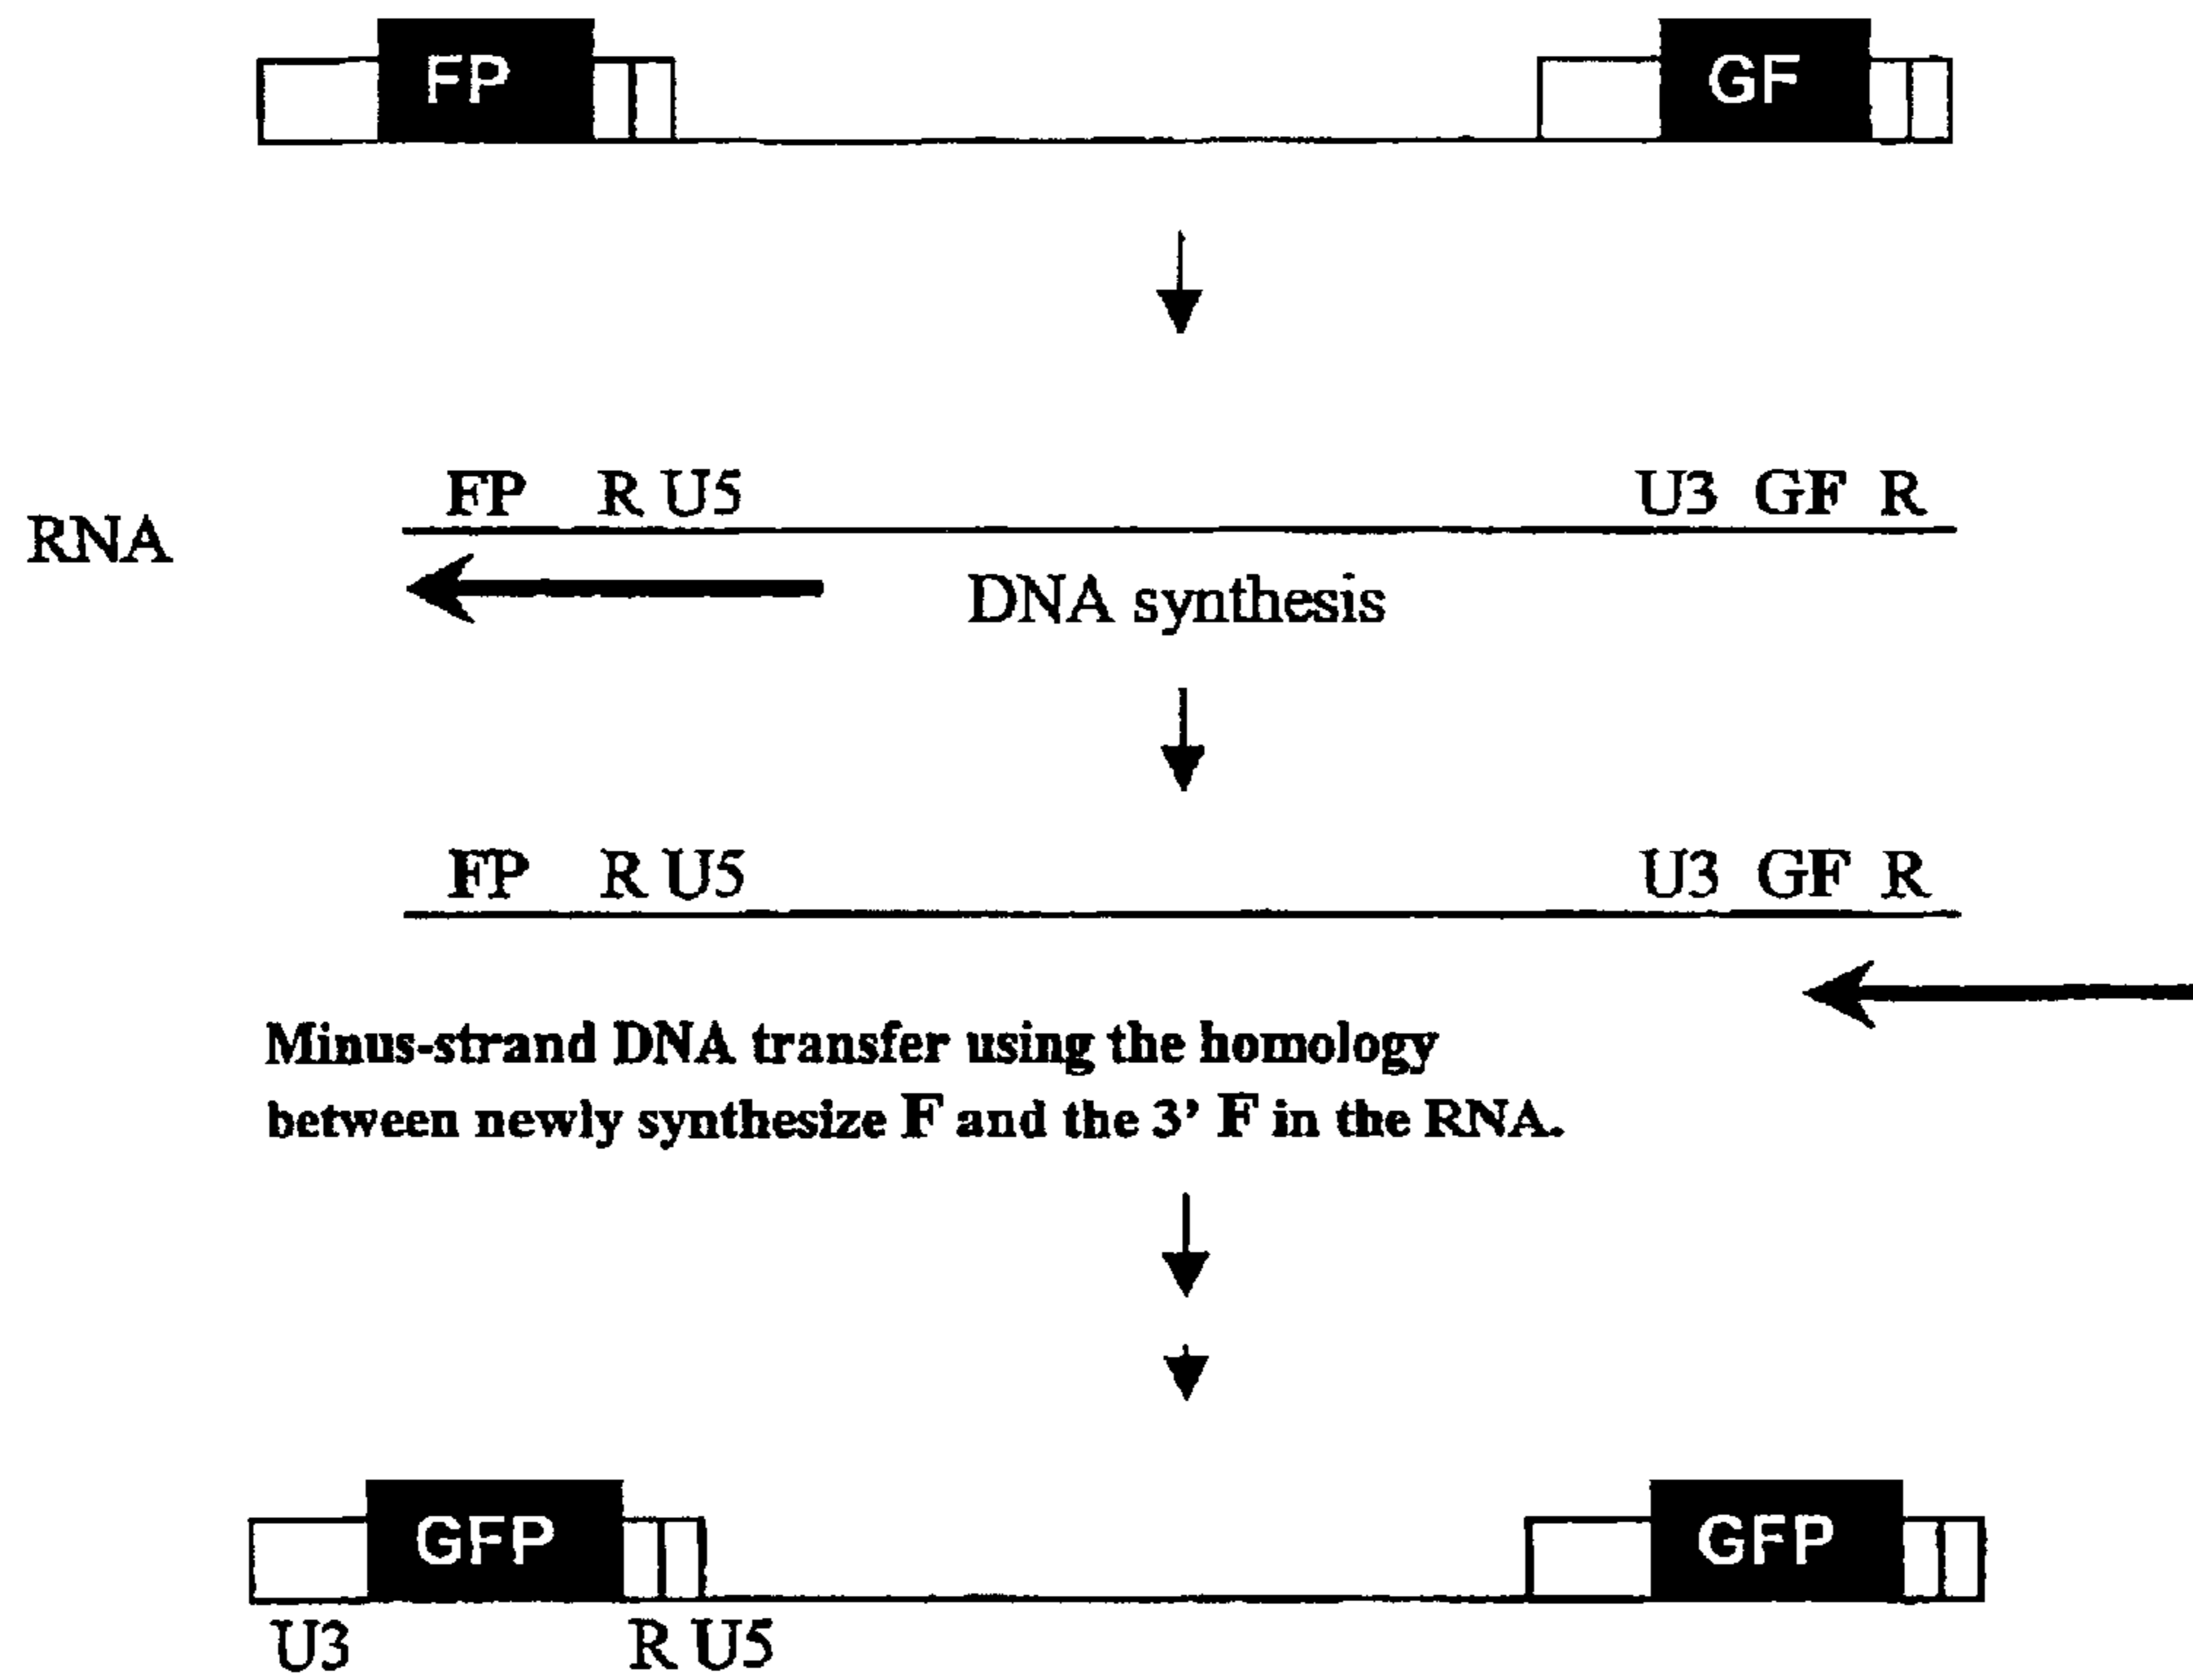 FP GF
FP R U5 U3 GF R
RNA
DNA synthesis
FP R U5 U3 GF R
Minus-strand DNA transfer using the homology
between newly synthesize F and the 3’ F in the RNA.
GFP GFP
U3 R U5